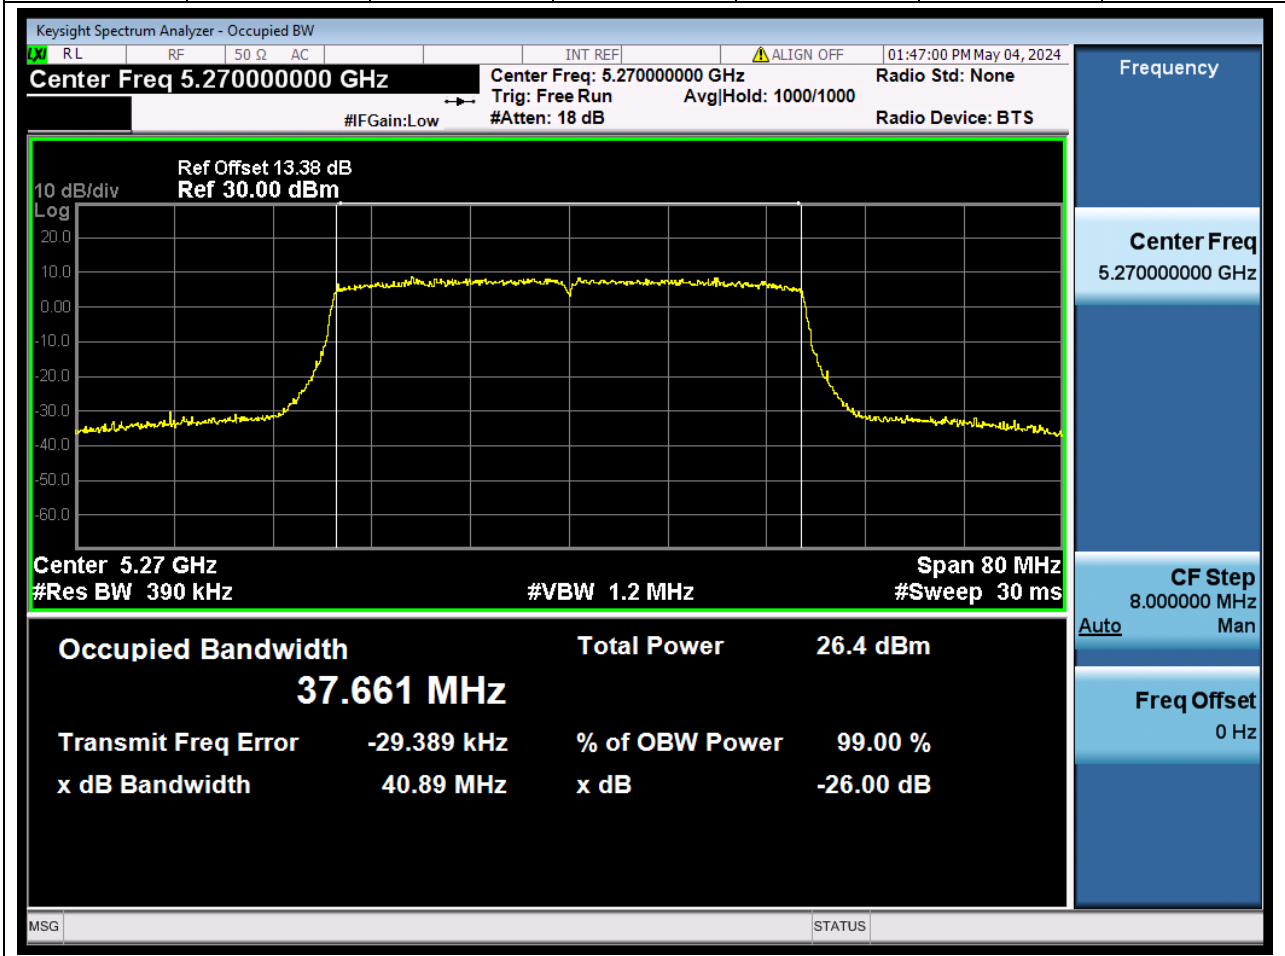 Keysight Spectrum Analyzer - Occupied BW
LXI RL RF 50 Ω AC INT REF ALIGN OFF 01:47:00 PM May 04, 2024
Center Freq 5.270000000 GHz
Center Freq: 5.270000000 GHz
Radio Std: None
Trig: Free Run Avg|Hold: 1000/1000
#IFGain:Low
#Atten: 18 dB
Radio Device: BTS
Ref Offset 13.38 dB
10 dB/div Ref 30.00 dBm
Log
20.0
10.0
0.00
-10.0
-20.0
-30.0
-40.0
-50.0
-60.0
Center 5.27 GHz Span 80 MHz
#Res BW 390 kHz #VBW 1.2 MHz #Sweep 30 ms
Occupied Bandwidth Total Power 26.4 dBm
37.661 MHz
Transmit Freq Error -29.389 kHz % of OBW Power 99.00 %
x dB Bandwidth 40.89 MHz x dB -26.00 dB
Frequency
Center Freq
5.270000000 GHz
CF Step
8.000000 MHz
Auto Man
Freq Offset
0 Hz
MSG STATUS